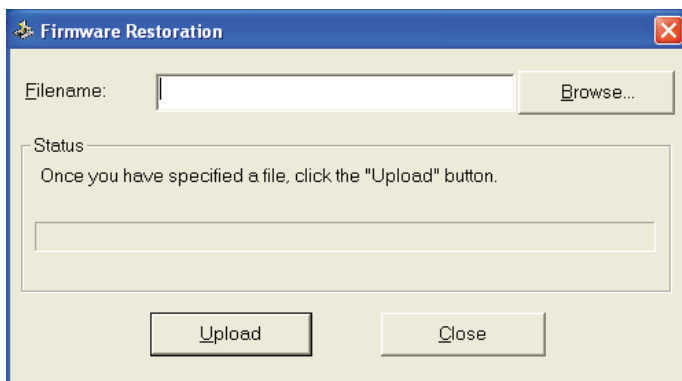 Firmware Restoration
Filename:
Browse...
Status
Once you have specified a file, click the "Upload" button.
Upload
Close